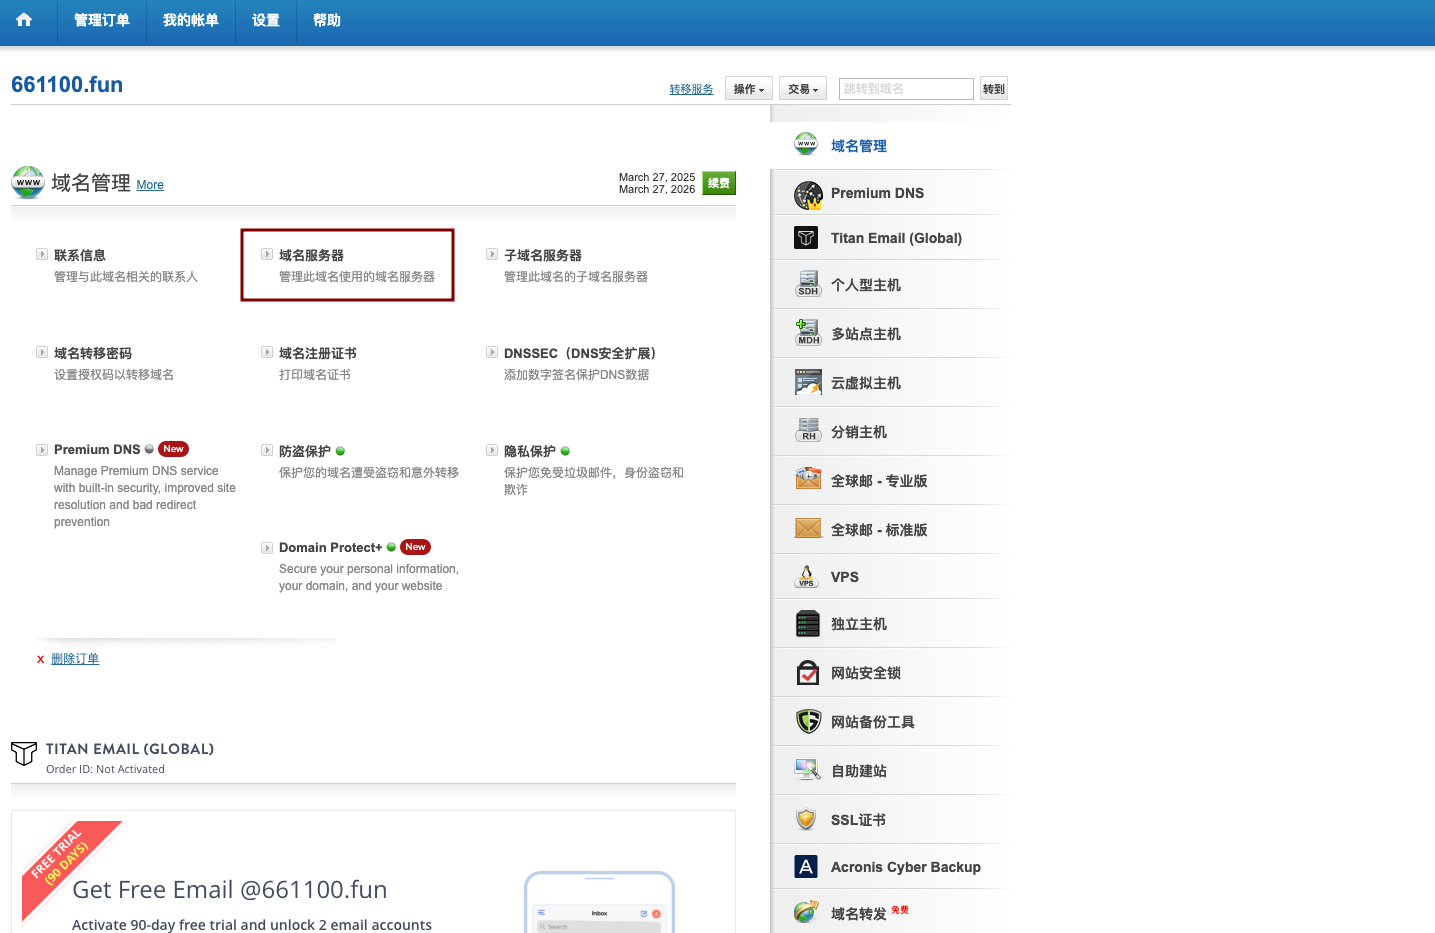 管理订单 我的帐单 设置 帮助
661100.fun
转移服务 操作 交易 跳转到域名 转到
域名管理 More
March 27, 2025
March 27, 2026
续费
联系信息
管理与此域名相关的联系人
域名服务器
管理此域名使用的域名服务器
子域名服务器
管理此域名的子域名服务器
域名转移密码
设置授权码以转移域名
域名注册证书
打印域名证书
DNSSEC（DNS安全扩展）
添加数字签名保护DNS数据
Premium DNS New
Manage Premium DNS service
with built-in security, improved site
resolution and bad redirect
prevention
防盗保护
保护您的域名遭受盗窃和意外转移
隐私保护
保护您免受垃圾邮件，身份盗窃和
欺诈
Domain Protect+ New
Secure your personal information,
your domain, and your website
x 删除订单
TITAN EMAIL (GLOBAL)
Order ID: Not Activated
FREE TRIAL
(90 DAYS)
Get Free Email @661100.fun
Activate 90-day free trial and unlock 2 email accounts
Inbox
A
Search
WWW
域名管理
Premium DNS
Titan Email (Global)
SDH
个人型主机
MDH
多站点主机
云虚拟主机
RH
分销主机
全球邮 - 专业版
全球邮 - 标准版
VPS
VPS
独立主机
网站安全锁
网站备份工具
自助建站
SSL证书
A
Acronis Cyber Backup
域名转发 免费